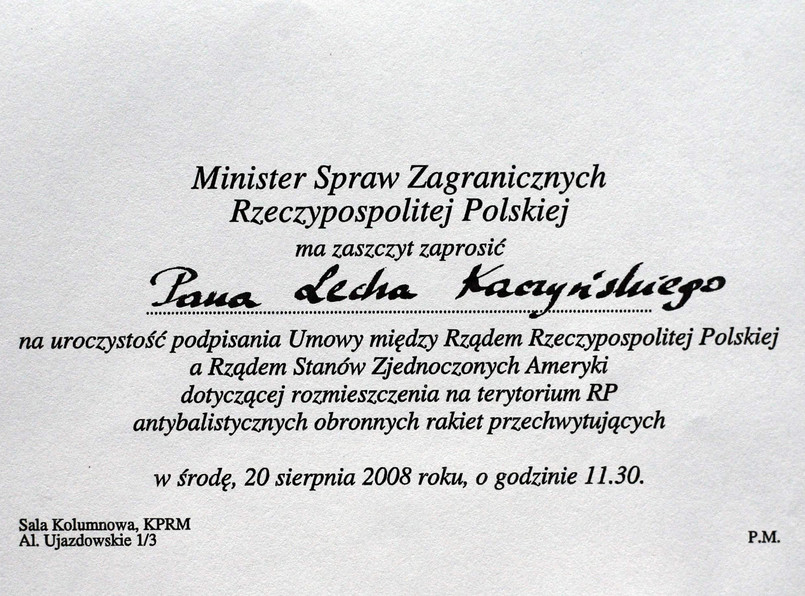 Minister Spraw Zagranicznych
Rzeczypospolitej Polskiej
ma zaszczyt zaprosić
Pana Lecha Kaczyńskiego
na uroczystość podpisania Umowy między Rządem Rzeczypospolitej Polskiej
a Rządem Stanów Zjednoczonych Ameryki
dotyczącej rozmieszczenia na terytorium RP
antybalistycznych obronnych rakiet przechwytujących
w środę, 20 sierpnia 2008 roku, o godzinie 11.30.
Sala Kolumnowa, KPRM
Al. Ujazdowskie 1/3
P.M.